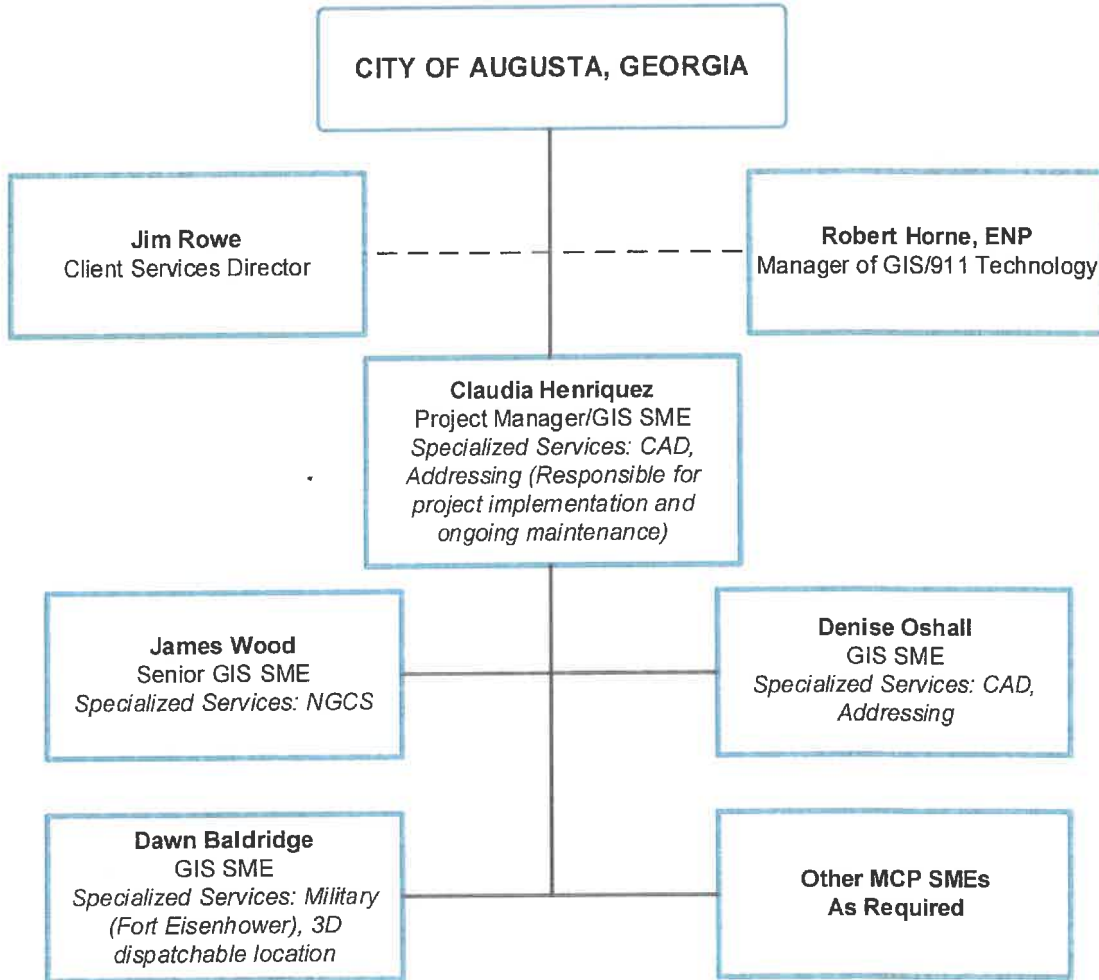 CITY OF AUGUSTA, GEORGIA
Jim Rowe
Client Services Director
Robert Horne, ENP
Manager of GIS/911 Technology
Claudia Henriquez
Project Manager/GIS SME
Specialized Services: CAD,
Addressing (Responsible for
project implementation and
ongoing maintenance)
James Wood
Senior GIS SME
Specialized Services: NGCS
Denise Oshall
GIS SME
Specialized Services: CAD,
Addressing
Dawn Baldridge
GIS SME
Specialized Services: Military
(Fort Eisenhower), 3D
dispatchable location
Other MCP SMEs
As Required